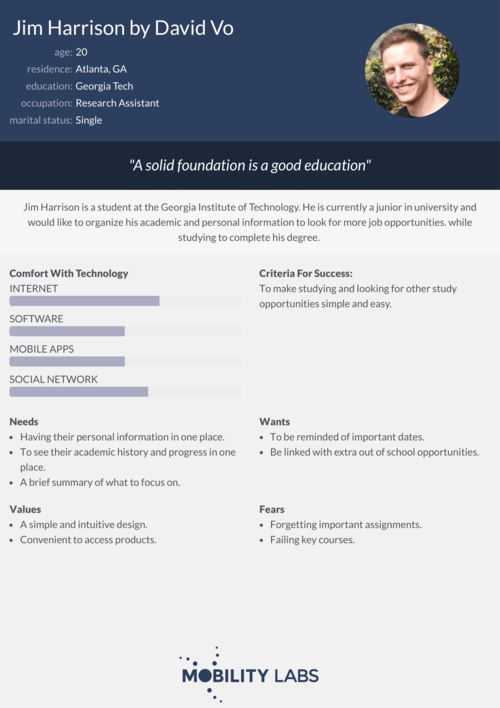 Jim Harrison by David Vo
age: 20
residence: Atlanta, GA
education: Georgia Tech
occupation: Research Assistant
marital status: Single
"A solid foundation is a good education"
Jim Harrison is a student at the Georgia Institute of Technology. He is currently a junior in university and
would like to organize his academic and personal information to look for more job opportunities. while
studying to complete his degree.
Comfort With Technology
INTERNET
SOFTWARE
MOBILE APPS
SOCIAL NETWORK
Criteria For Success:
To make studying and looking for other study
opportunities simple and easy.
Needs
• Having their personal information in one place.
• To see their academic history and progress in one
place.
• A brief summary of what to focus on.
Wants
• To be reminded of important dates.
• Be linked with extra out of school opportunities.
Values
• A simple and intuitive design.
• Convenient to access products.
Fears
• Forgetting important assignments.
• Failing key courses.
MOBILITY LABS